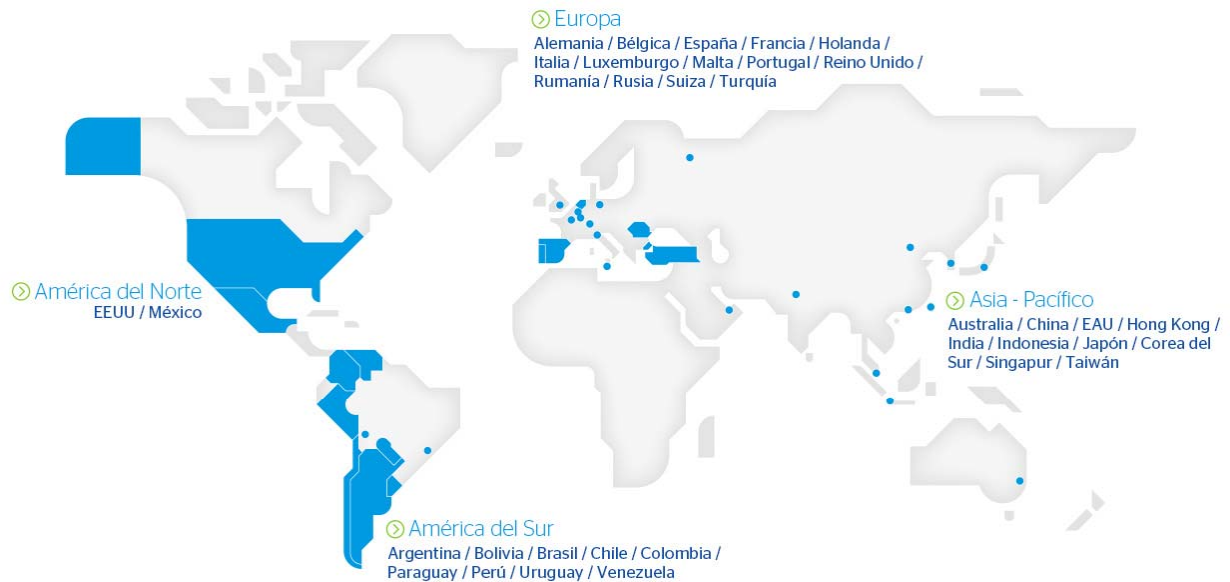 Europa
Alemania / Bélgica / España / Francia / Holanda /
Italia / Luxemburgo / Malta / Portugal / Reino Unido /
Rumanía / Rusia / Suiza / Turquía
América del Norte
EEUU / México
Asia - Pacífico
Australia / China / EAU / Hong Kong /
India / Indonesia / Japón / Corea del
Sur / Singapur / Taiwán
América del Sur
Argentina / Bolivia / Brasil / Chile / Colombia /
Paraguay / Perú / Uruguay / Venezuela